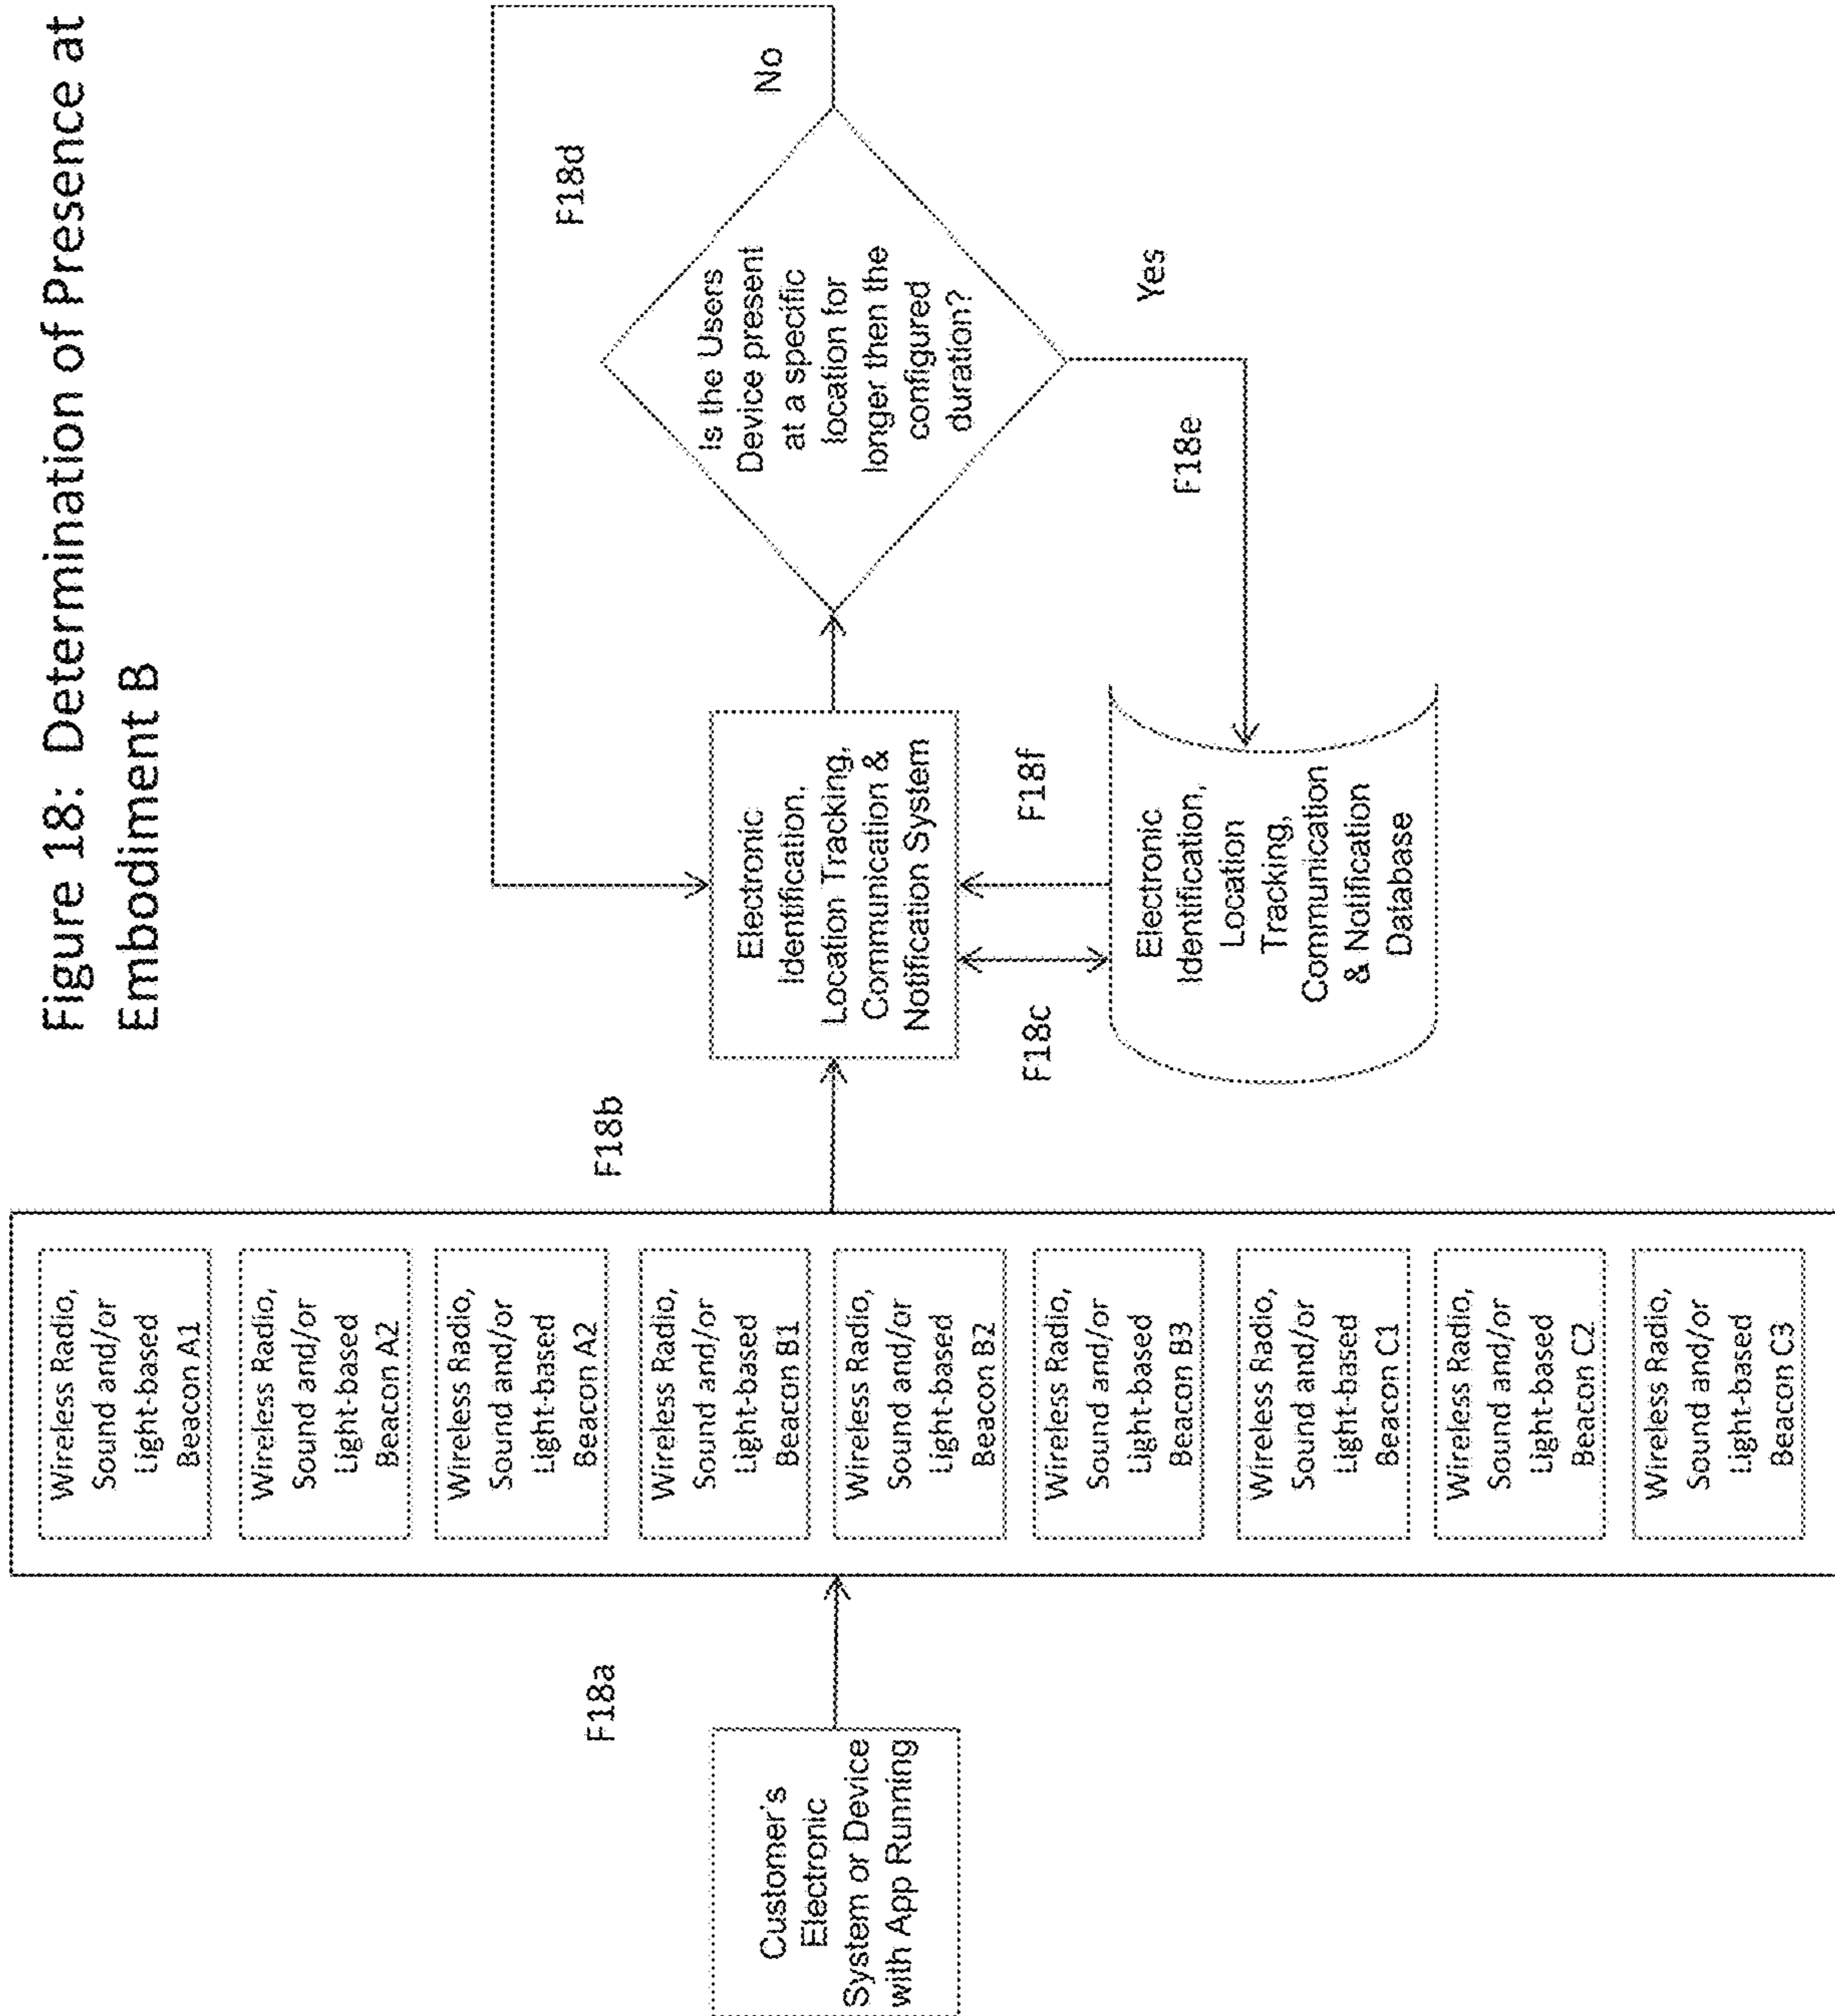 Figure 18: Determination of Presence at
Embodiment B
Customer's
Electronic
System or Device
with App Running
F18a
Wireless Radio,
Sound and/or
Light-based
Beacon A1
Wireless Radio,
Sound and/or
Light-based
Beacon A2
Wireless Radio,
Sound and/or
Light-based
Beacon A2
Wireless Radio,
Sound and/or
Light-based
Beacon B1
Wireless Radio,
Sound and/or
Light-based
Beacon B2
Wireless Radio,
Sound and/or
Light-based
Beacon B3
Wireless Radio,
Sound and/or
Light-based
Beacon C1
Wireless Radio,
Sound and/or
Light-based
Beacon C2
Wireless Radio,
Sound and/or
Light-based
Beacon C3
F18b
Electronic
Identification,
Location Tracking,
Communication &
Notification System
F18c
F18f
Electronic
Identification,
Location
Tracking,
Communication
& Notification
Database
Is the Users
Device present
at a specific
location for
longer then the
configured
duration?
F18d
No
Yes
F18e